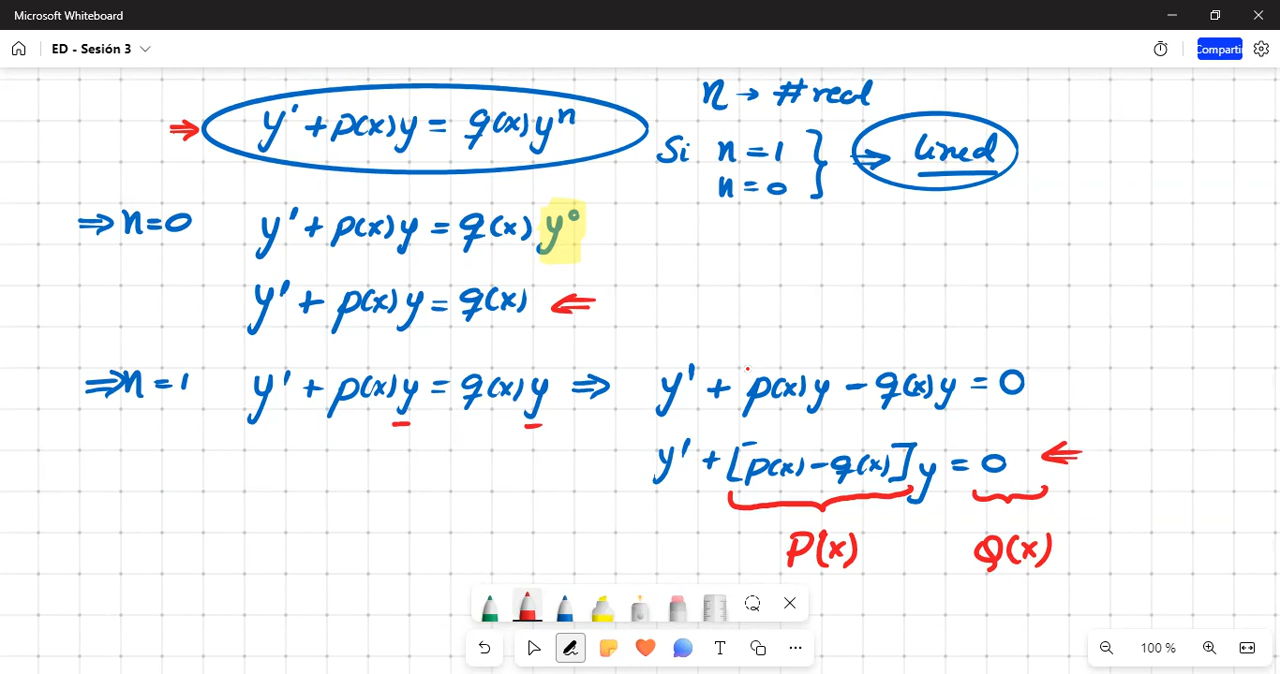 Microsoft Whiteboard
ED - Sesión 3
Comparti
y' + p(x)y = q(x)yⁿ
n → # real
Si n = 1
n = 0
⇒ lineal
⇒ n=0 y' + p(x)y = q(x) y⁰
y' + p(x)y = q(x) ⇐
⇒ n = 1 y' + p(x)y = q(x)y ⇒ y' + p(x)y - q(x)y = 0
y' + [p(x) - q(x)]y = 0 ⇐
P(x) Q(x)
100 %